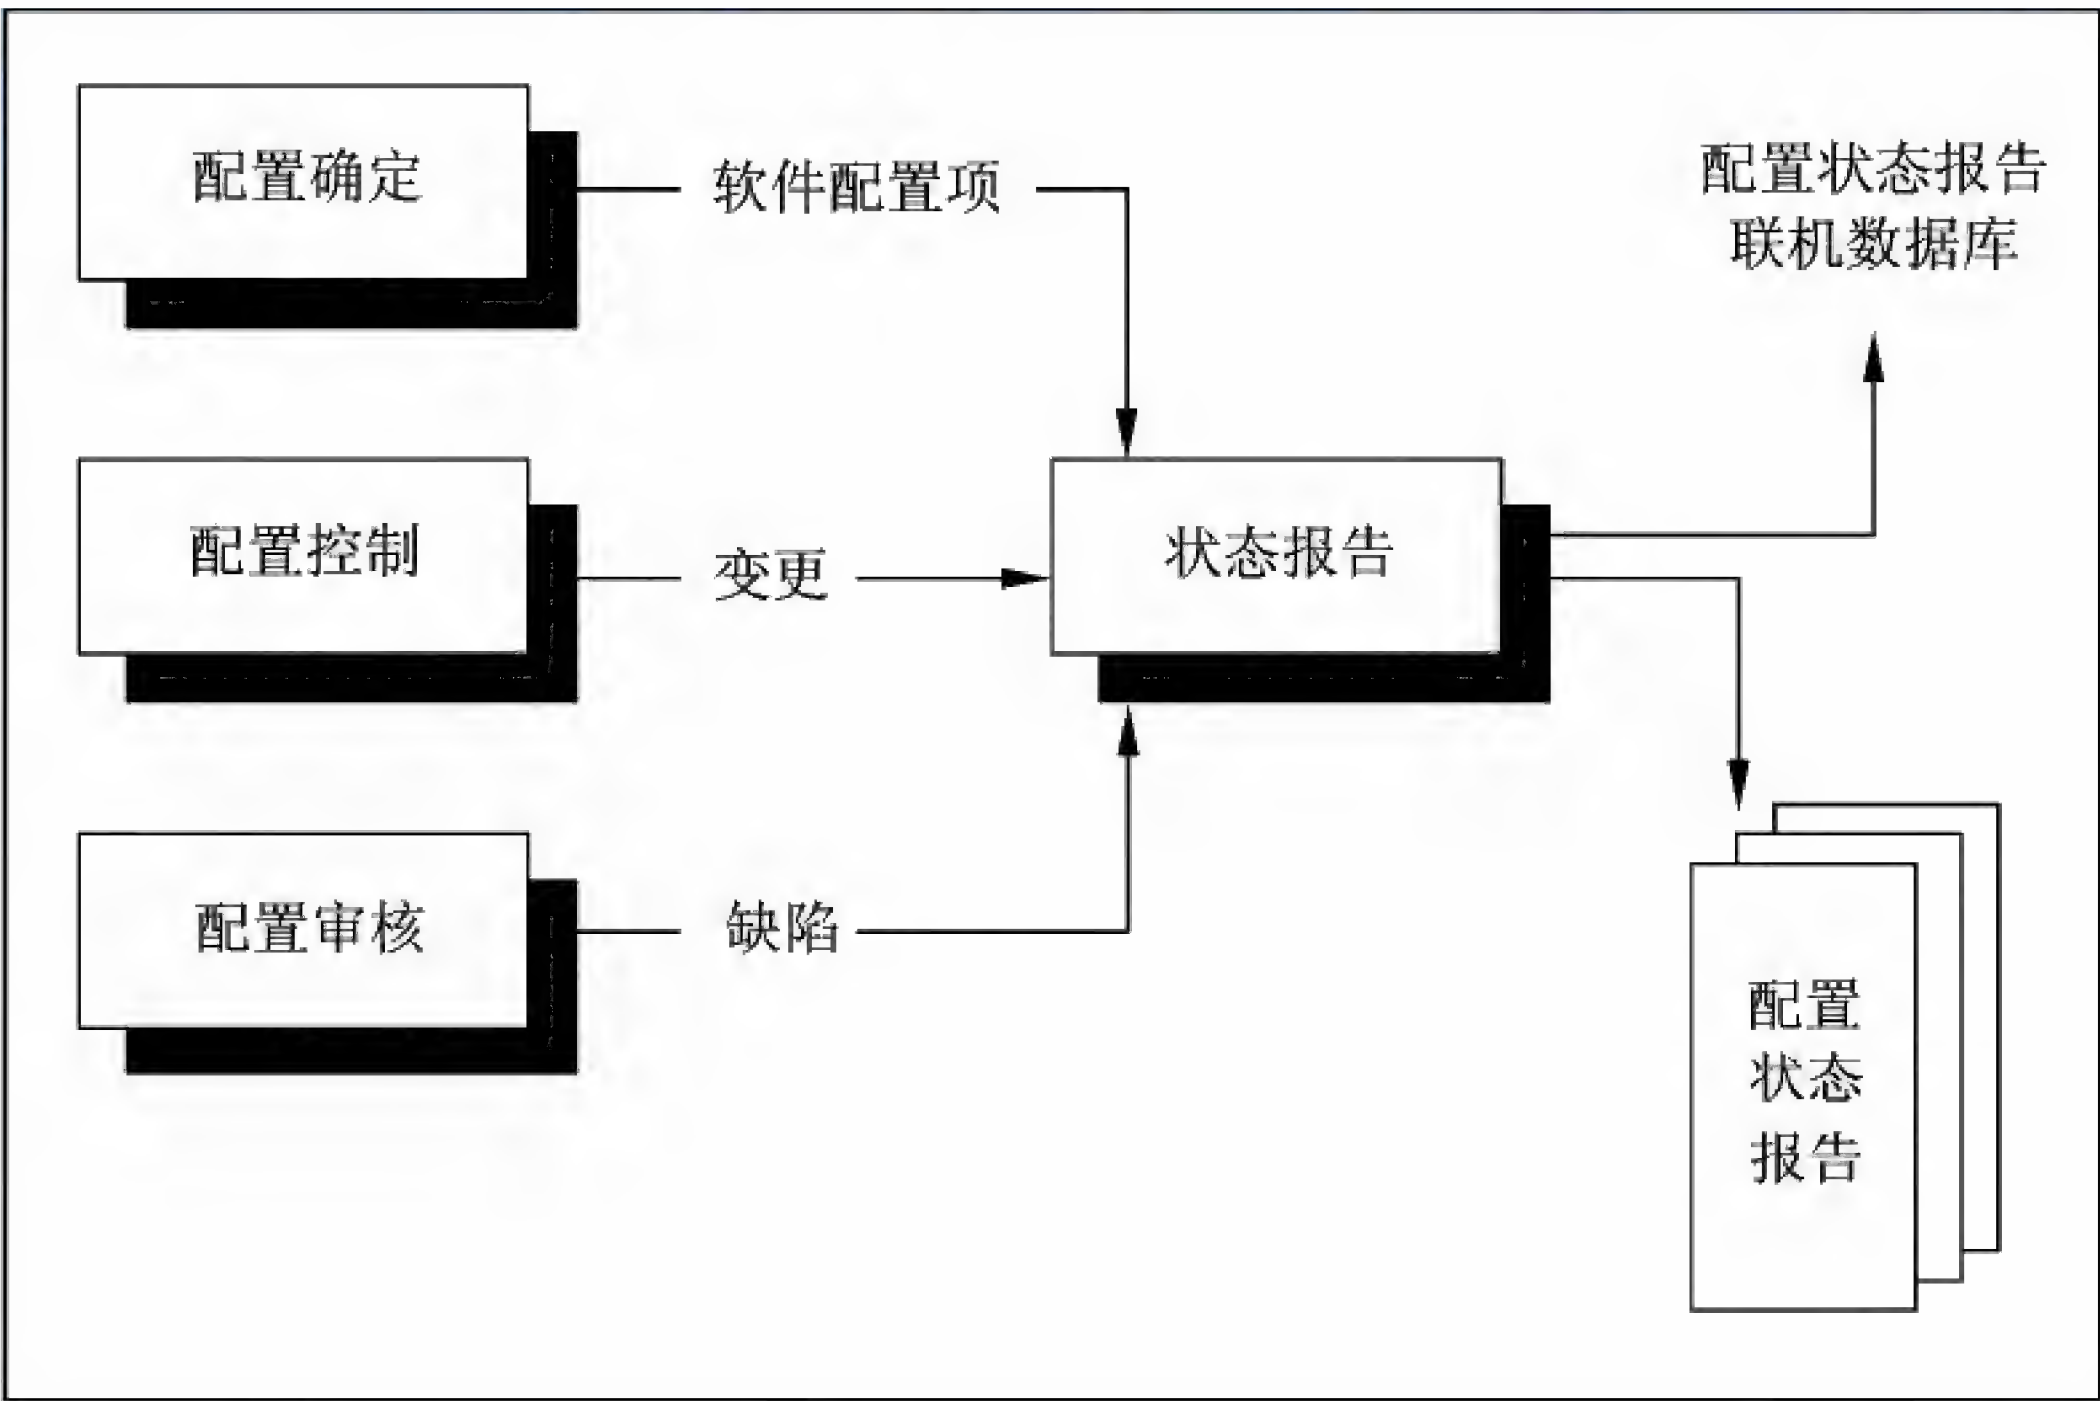 配置确定
软件配置项
配置状态报告
联机数据库
配置控制
变更
状态报告
配置审核
缺陷
配置
状态
报告